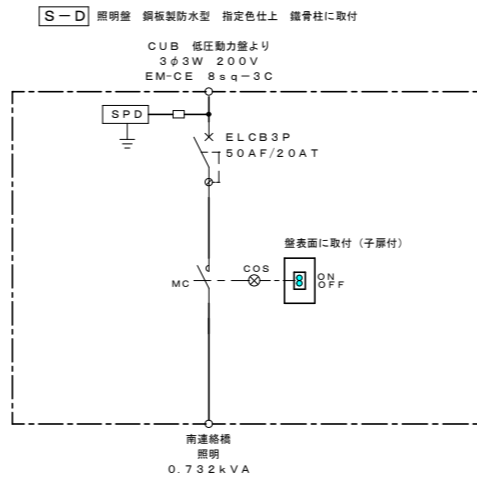 S－D 照明盤 鋼板製防水型 指定色仕上 鐵骨柱に取付
CUB 低圧動力盤より
3φ3W 200V
EM-CE 8sq-3C
SPD
ELCB3P
50AF/20AT
盤表面に取付（子扉付）
COS
MC
ON
OFF
南連絡橋
照明
0.732kVA